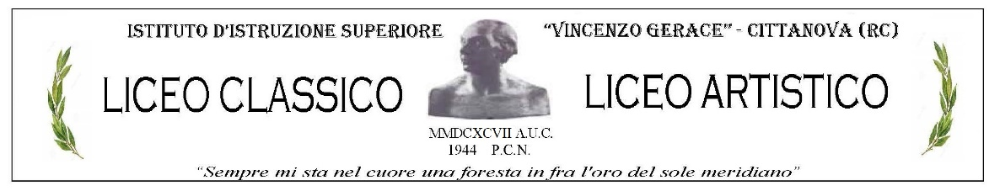 ISTITUTO D'ISTRUZIONE SUPERIORE "VINCENZO GERACE" - CITTANOVA (RC)
LICEO CLASSICO LICEO ARTISTICO
MMDCXCVII A.U.C.
1944 P.C.N.
"Sempre mi sta nel cuore una foresta in fra l'oro del sole meridiano"